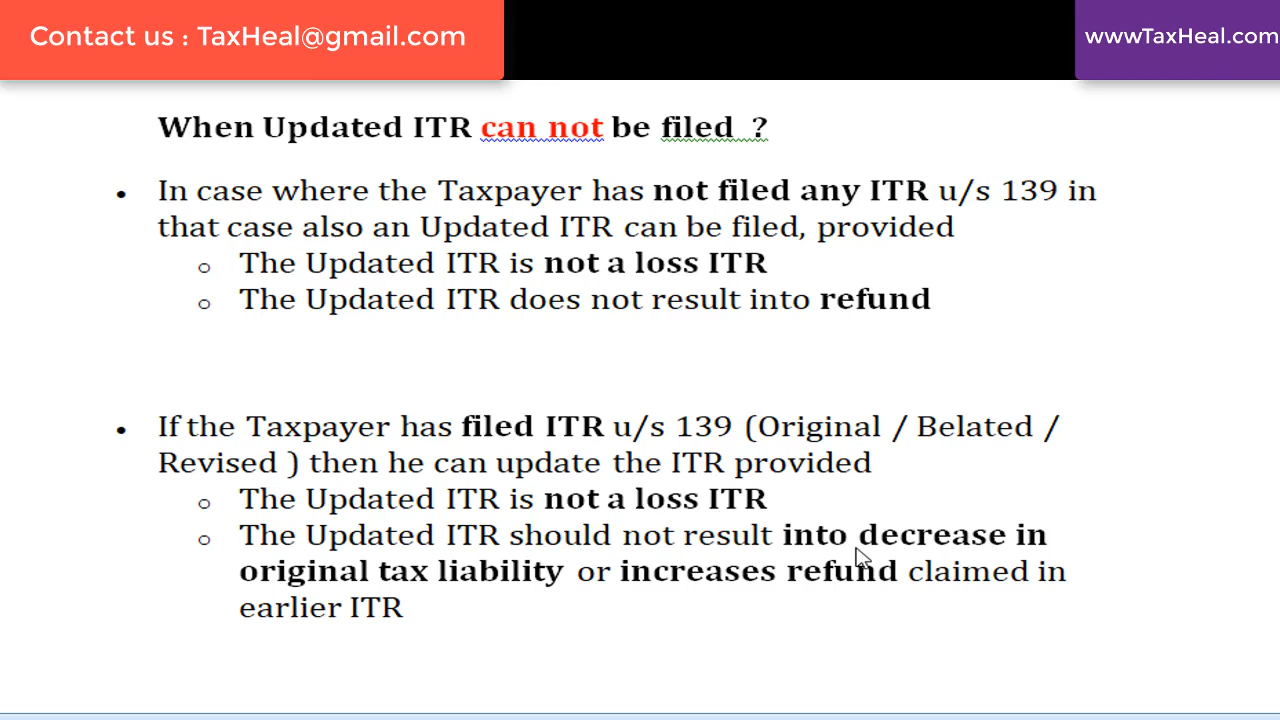 Contact us : TaxHeal@gmail.com
wwwTaxHeal.com
When Updated ITR can not be filed ?
• In case where the Taxpayer has not filed any ITR u/s 139 in
that case also an Updated ITR can be filed, provided
o The Updated ITR is not a loss ITR
o The Updated ITR does not result into refund
• If the Taxpayer has filed ITR u/s 139 (Original / Belated /
Revised ) then he can update the ITR provided
o The Updated ITR is not a loss ITR
o The Updated ITR should not result into decrease in
original tax liability or increases refund claimed in
earlier ITR